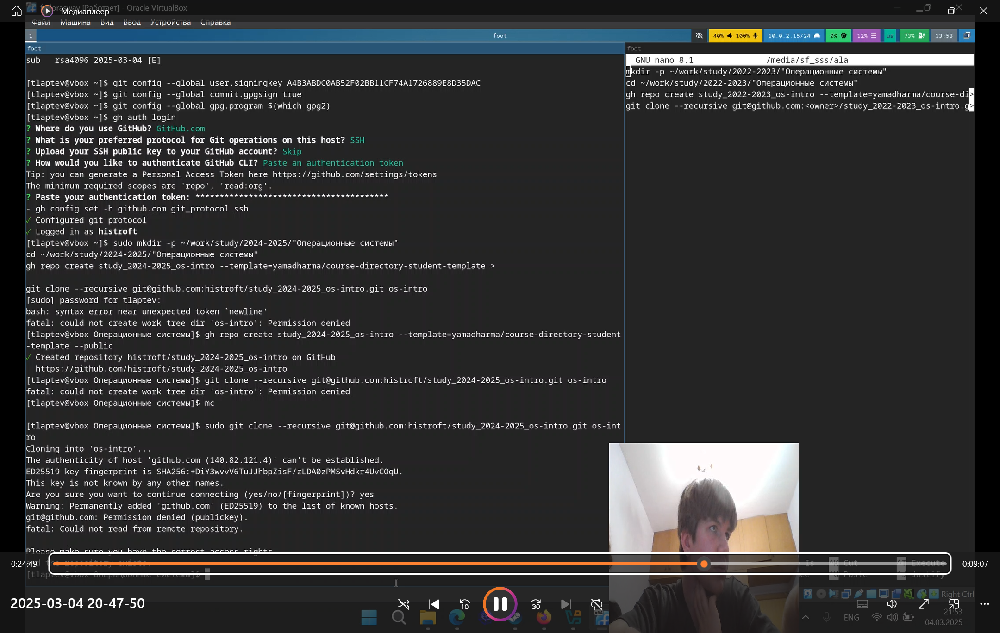 [Работает] - Oracle VirtualBox
Медиаплеер
Файл Машина Вид Ввод Устройства Справка
1 foot 40% 100% 10.0.2.15/24 0% 12% us 73% 13:53
foot
sub   rsa4096 2025-03-04 [E]
[tlaptev@vbox ~]$ git config --global user.signingkey A4B3ABDC0AB52F02BB11CF74A1726889E8D35DAC
[tlaptev@vbox ~]$ git config --global commit.gpgsign true
[tlaptev@vbox ~]$ git config --global gpg.program $(which gpg2)
[tlaptev@vbox ~]$ gh auth login
? Where do you use GitHub? GitHub.com
? What is your preferred protocol for Git operations on this host? SSH
? Upload your SSH public key to your GitHub account? Skip
? How would you like to authenticate GitHub CLI? Paste an authentication token
Tip: you can generate a Personal Access Token here https://github.com/settings/tokens
The minimum required scopes are 'repo', 'read:org'.
? Paste your authentication token: ****************************************
- gh config set -h github.com git_protocol ssh
✓ Configured git protocol
✓ Logged in as histroft
[tlaptev@vbox ~]$ sudo mkdir -p ~/work/study/2024-2025/"Операционные системы"
cd ~/work/study/2024-2025/"Операционные системы"
gh repo create study_2024-2025_os-intro --template=yamadharma/course-directory-student-template >
git clone --recursive git@github.com:histroft/study_2024-2025_os-intro.git os-intro
[sudo] password for tlaptev:
bash: syntax error near unexpected token `newline'
fatal: could not create work tree dir 'os-intro': Permission denied
[tlaptev@vbox Операционные системы]$ gh repo create study_2024-2025_os-intro --template=yamadharma/course-directory-student
-template --public
✓ Created repository histroft/study_2024-2025_os-intro on GitHub
https://github.com/histroft/study_2024-2025_os-intro
[tlaptev@vbox Операционные системы]$ git clone --recursive git@github.com:histroft/study_2024-2025_os-intro.git os-intro
fatal: could not create work tree dir 'os-intro': Permission denied
[tlaptev@vbox Операционные системы]$ mc
[tlaptev@vbox Операционные системы]$ sudo git clone --recursive git@github.com:histroft/study_2024-2025_os-intro.git os-int
ro
Cloning into 'os-intro'...
The authenticity of host 'github.com (140.82.121.4)' can't be established.
ED25519 key fingerprint is SHA256:+DiY3wvvV6TuJJhbpZisF/zLDA0zPMSvHdkr4UvCOqU.
This key is not known by any other names.
Are you sure you want to continue connecting (yes/no/[fingerprint])? yes
Warning: Permanently added 'github.com' (ED25519) to the list of known hosts.
git@github.com: Permission denied (publickey).
fatal: Could not read from remote repository.
Please make sure you have the correct access rights
and the repository exists.
[tlaptev@vbox Операционные системы]$
foot
GNU nano 8.1 /media/sf_sss/ala
mkdir -p ~/work/study/2022-2023/"Операционные системы"
cd ~/work/study/2022-2023/"Операционные системы"
gh repo create study_2022-2023_os-intro --template=yamadharma/course-di>
git clone --recursive git@github.com:<owner>/study_2022-2023_os-intro.g>
Cut Execute
Paste Justify
0:24:49 0:09:07
Right Ctrl
2025-03-04 20-47-50
10 30
x64
ENG 21:53
04.03.2025